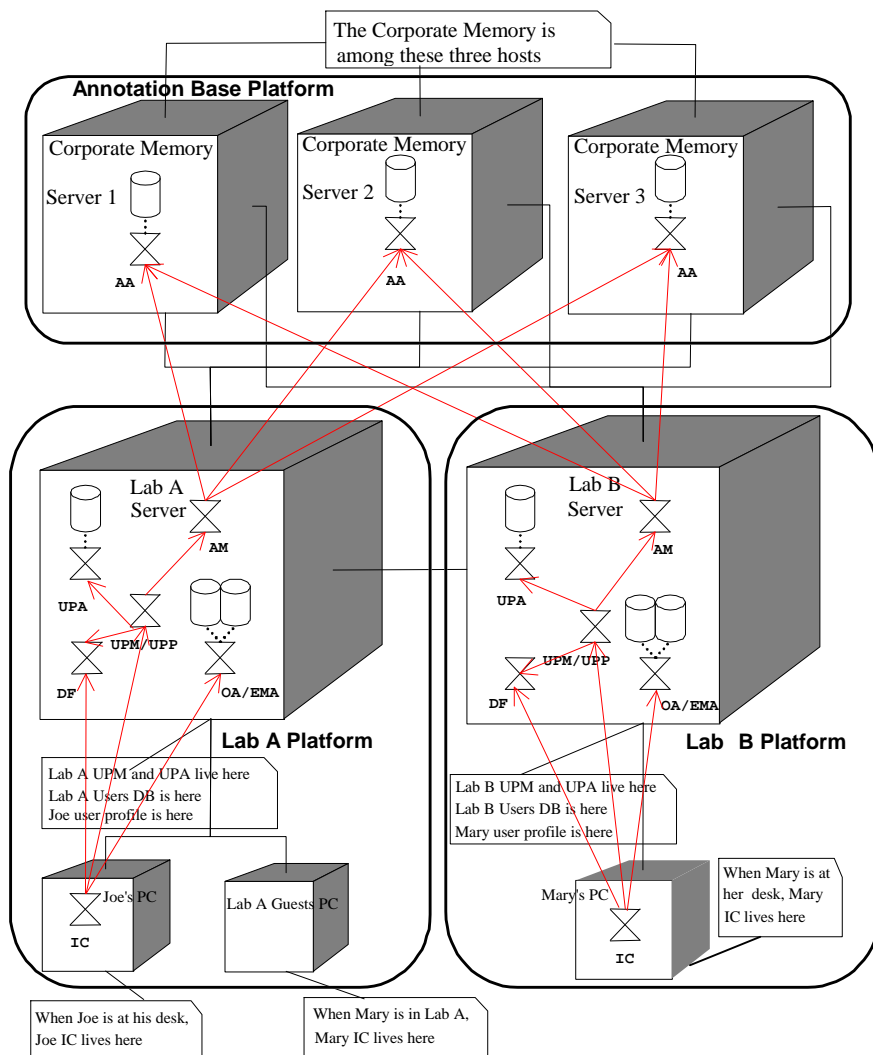 The Corporate Memory is
among these three hosts
Annotation Base Platform
Corporate Memory
Server 1
AA
Corporate Memory
Server 2
AA
Corporate Memory
Server 3
AA
Lab A
Server
AM
UPA
UPM/UPP
DF
OA/EMA
Lab A Platform
Lab A UPM and UPA live here
Lab A Users DB is here
Joe user profile is here
Joe's PC
IC
Lab A Guests PC
When Joe is at his desk,
Joe IC lives here
When Mary is in Lab A,
Mary IC lives here
Lab B
Server
AM
UPA
UPM/UPP
DF
OA/EMA
Lab B Platform
Lab B UPM and UPA live here
Lab B Users DB is here
Mary user profile is here
Mary's PC
IC
When Mary is at
her desk, Mary
IC lives here